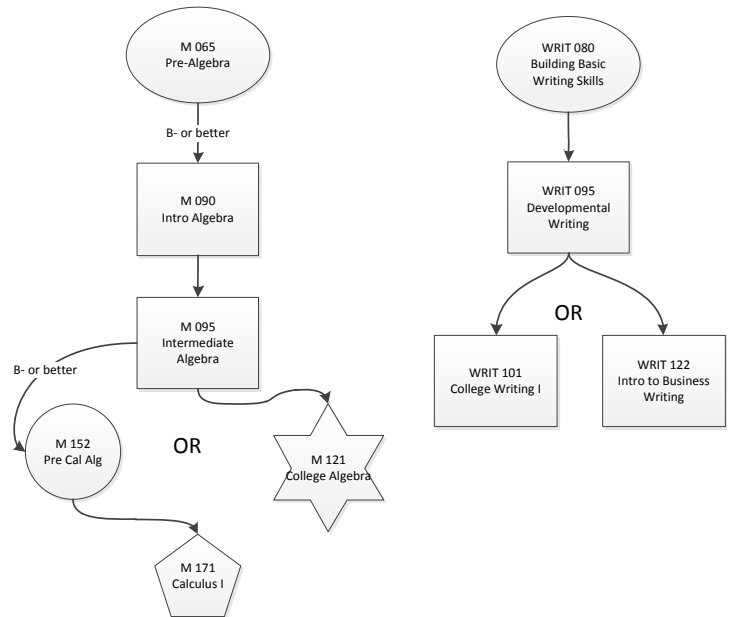 M 065
Pre-Algebra
B- or better
M 090
Intro Algebra
M 095
Intermediate
Algebra
B- or better
M 152
Pre Cal Alg
OR
M 121
College Algebra
M 171
Calculus I
WRIT 080
Building Basic
Writing Skills
WRIT 095
Developmental
Writing
OR
WRIT 101
College Writing I
WRIT 122
Intro to Business
Writing